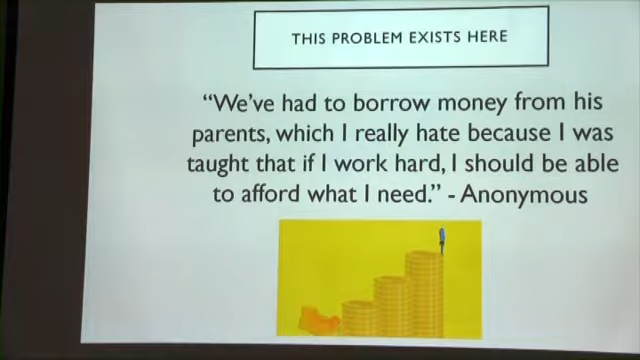 THIS PROBLEM EXISTS HERE
“We’ve had to borrow money from his
parents, which I really hate because I was
taught that if I work hard, I should be able
to afford what I need.” - Anonymous